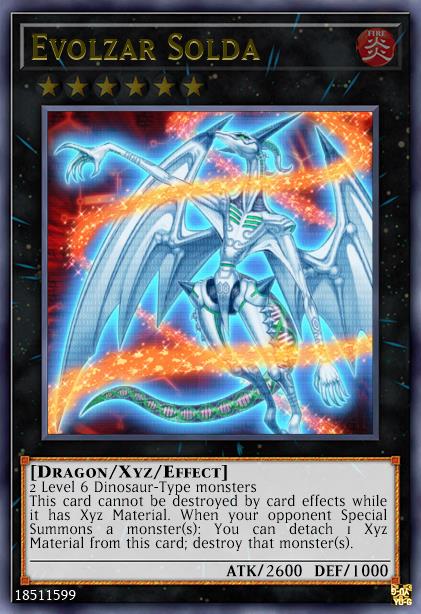 Evolzar Solda
FIRE
炎
[Dragon/Xyz/Effect]
2 Level 6 Dinosaur-Type monsters
This card cannot be destroyed by card effects while
it has Xyz Material. When your opponent Special
Summons a monster(s): You can detach 1 Xyz
Material from this card; destroy that monster(s).
ATK/2600 DEF/1000
18511599